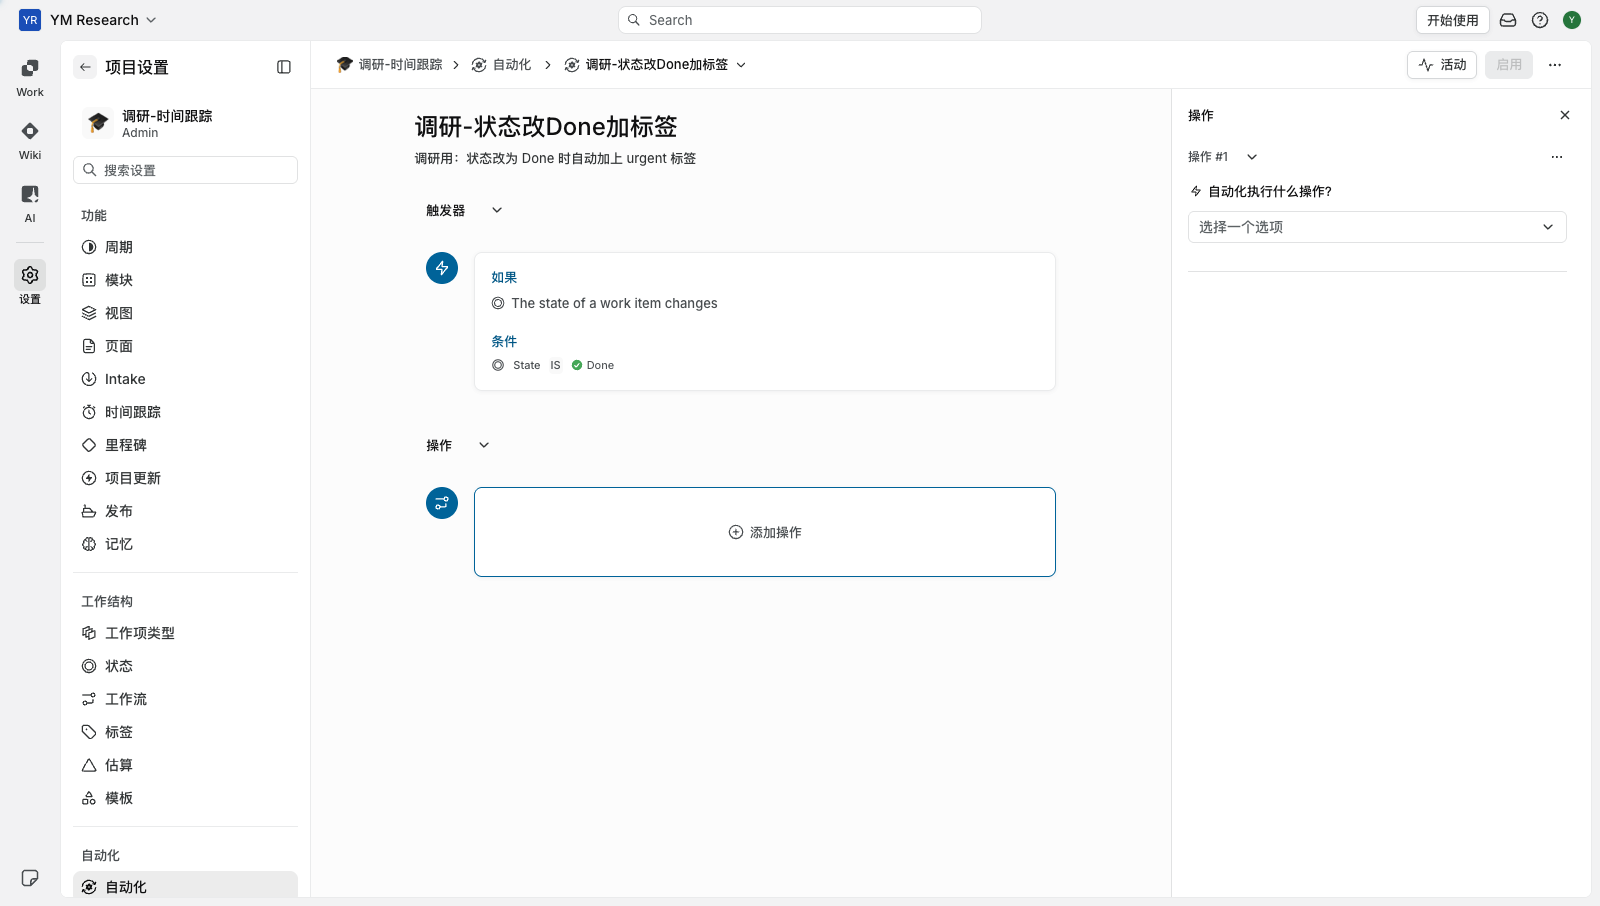 YR YM Research
Search
开始使用
Y
Work
Wiki
AI
设置
项目设置
调研-时间跟踪
Admin
搜索设置
功能
周期
模块
视图
页面
Intake
时间跟踪
里程碑
项目更新
发布
记忆
工作结构
工作项类型
状态
工作流
标签
估算
模板
自动化
自动化
调研-时间跟踪 > 自动化 > 调研-状态改Done加标签
活动
启用
调研-状态改Done加标签
调研用：状态改为 Done 时自动加上 urgent 标签
触发器
如果
The state of a work item changes
条件
State IS Done
操作
添加操作
操作
操作 #1
自动化执行什么操作?
选择一个选项